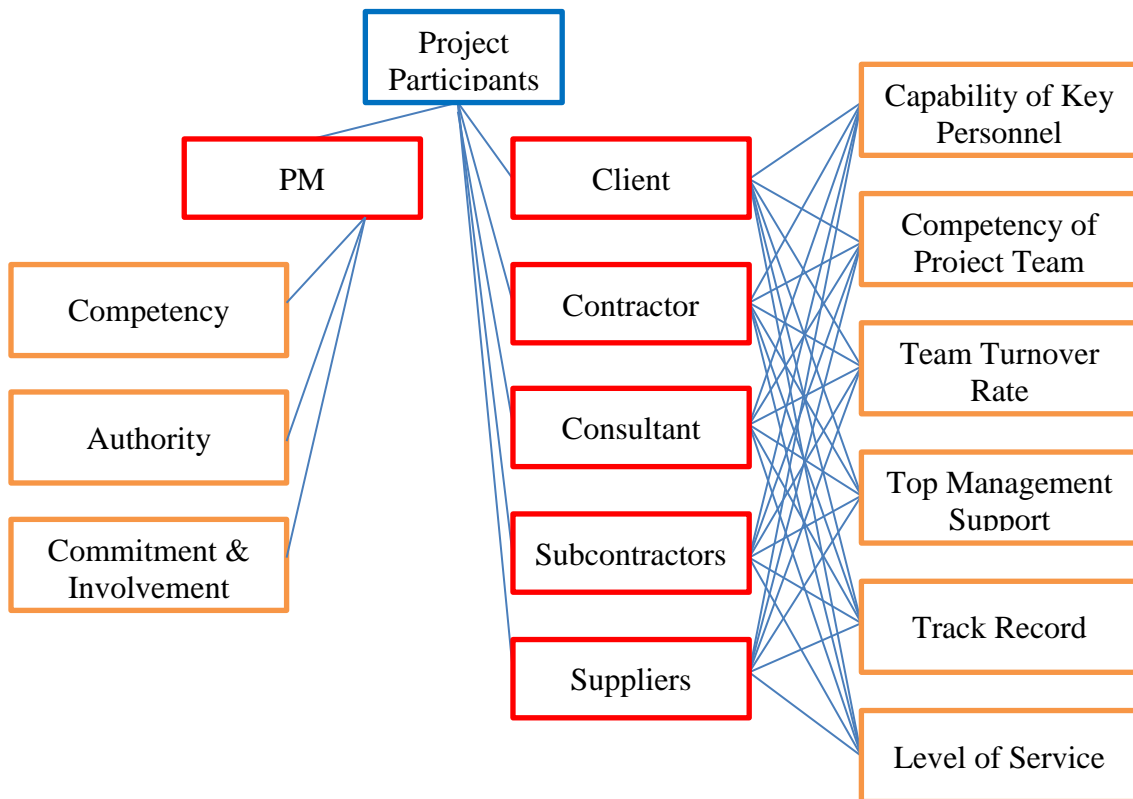 Project
Participants
PM
Competency
Authority
Commitment &
Involvement
Client
Contractor
Consultant
Subcontractors
Suppliers
Capability of Key
Personnel
Competency of
Project Team
Team Turnover
Rate
Top Management
Support
Track Record
Level of Service